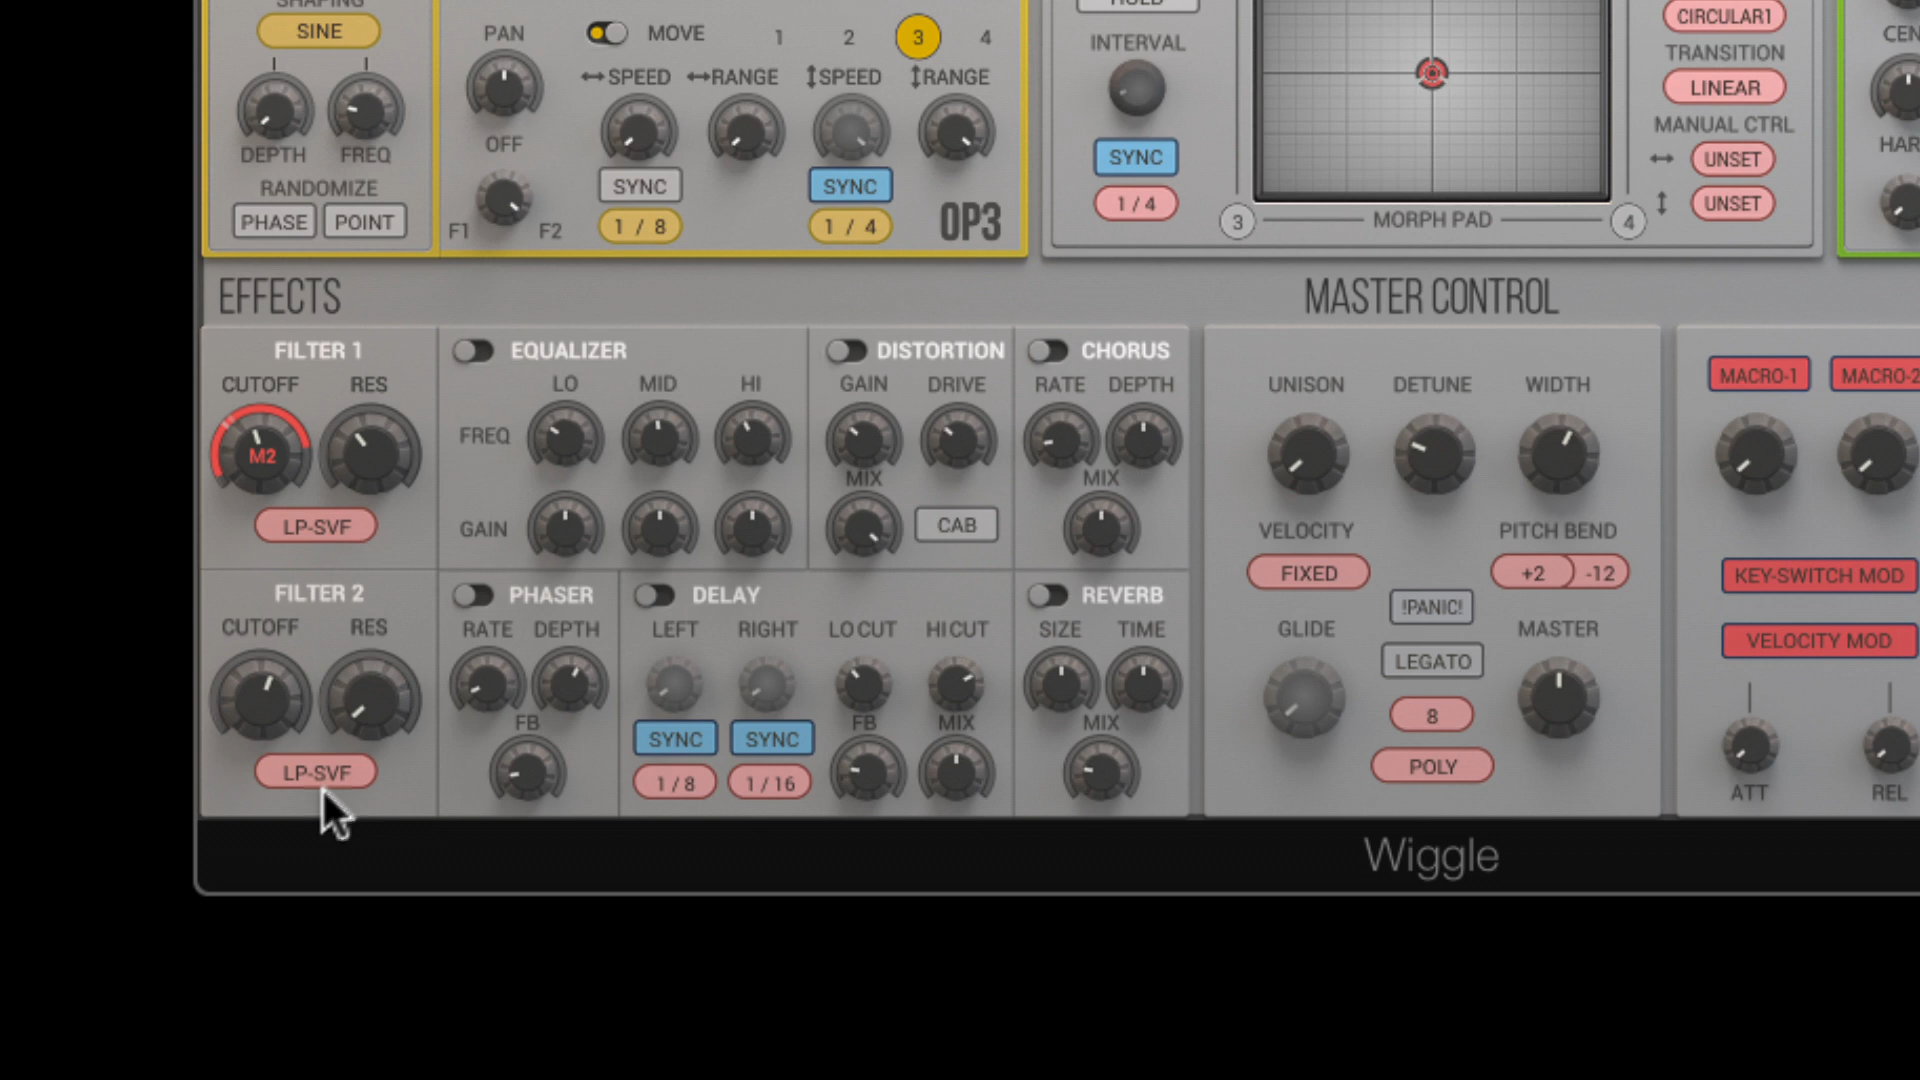 SHAPING
SINE
DEPTH FREQ
RANDOMIZE
PHASE POINT
PAN
OFF
F1 F2
MOVE 1 2 3 4
SPEED RANGE SPEED RANGE
SYNC SYNC
1 / 8 1 / 4
OP3
HOLD
INTERVAL
SYNC
1 / 4
3 MORPH PAD 4
CIRCULAR1
TRANSITION
LINEAR
MANUAL CTRL
UNSET
UNSET
CEN
HAR
EFFECTS
MASTER CONTROL
FILTER 1
CUTOFF RES
M2
LP-SVF
EQUALIZER
LO MID HI
FREQ
GAIN
DISTORTION
GAIN DRIVE
MIX
CAB
CHORUS
RATE DEPTH
MIX
FILTER 2
CUTOFF RES
LP-SVF
PHASER
RATE DEPTH
FB
DELAY
LEFT RIGHT LO CUT HI CUT
SYNC SYNC FB MIX
1 / 8 1 / 16
REVERB
SIZE TIME
MIX
UNISON DETUNE WIDTH
VELOCITY PITCH BEND
FIXED +2 -12
!PANIC!
GLIDE MASTER
LEGATO
8
POLY
MACRO-1 MACRO-2
KEY-SWITCH MOD
VELOCITY MOD
ATT REL
Wiggle